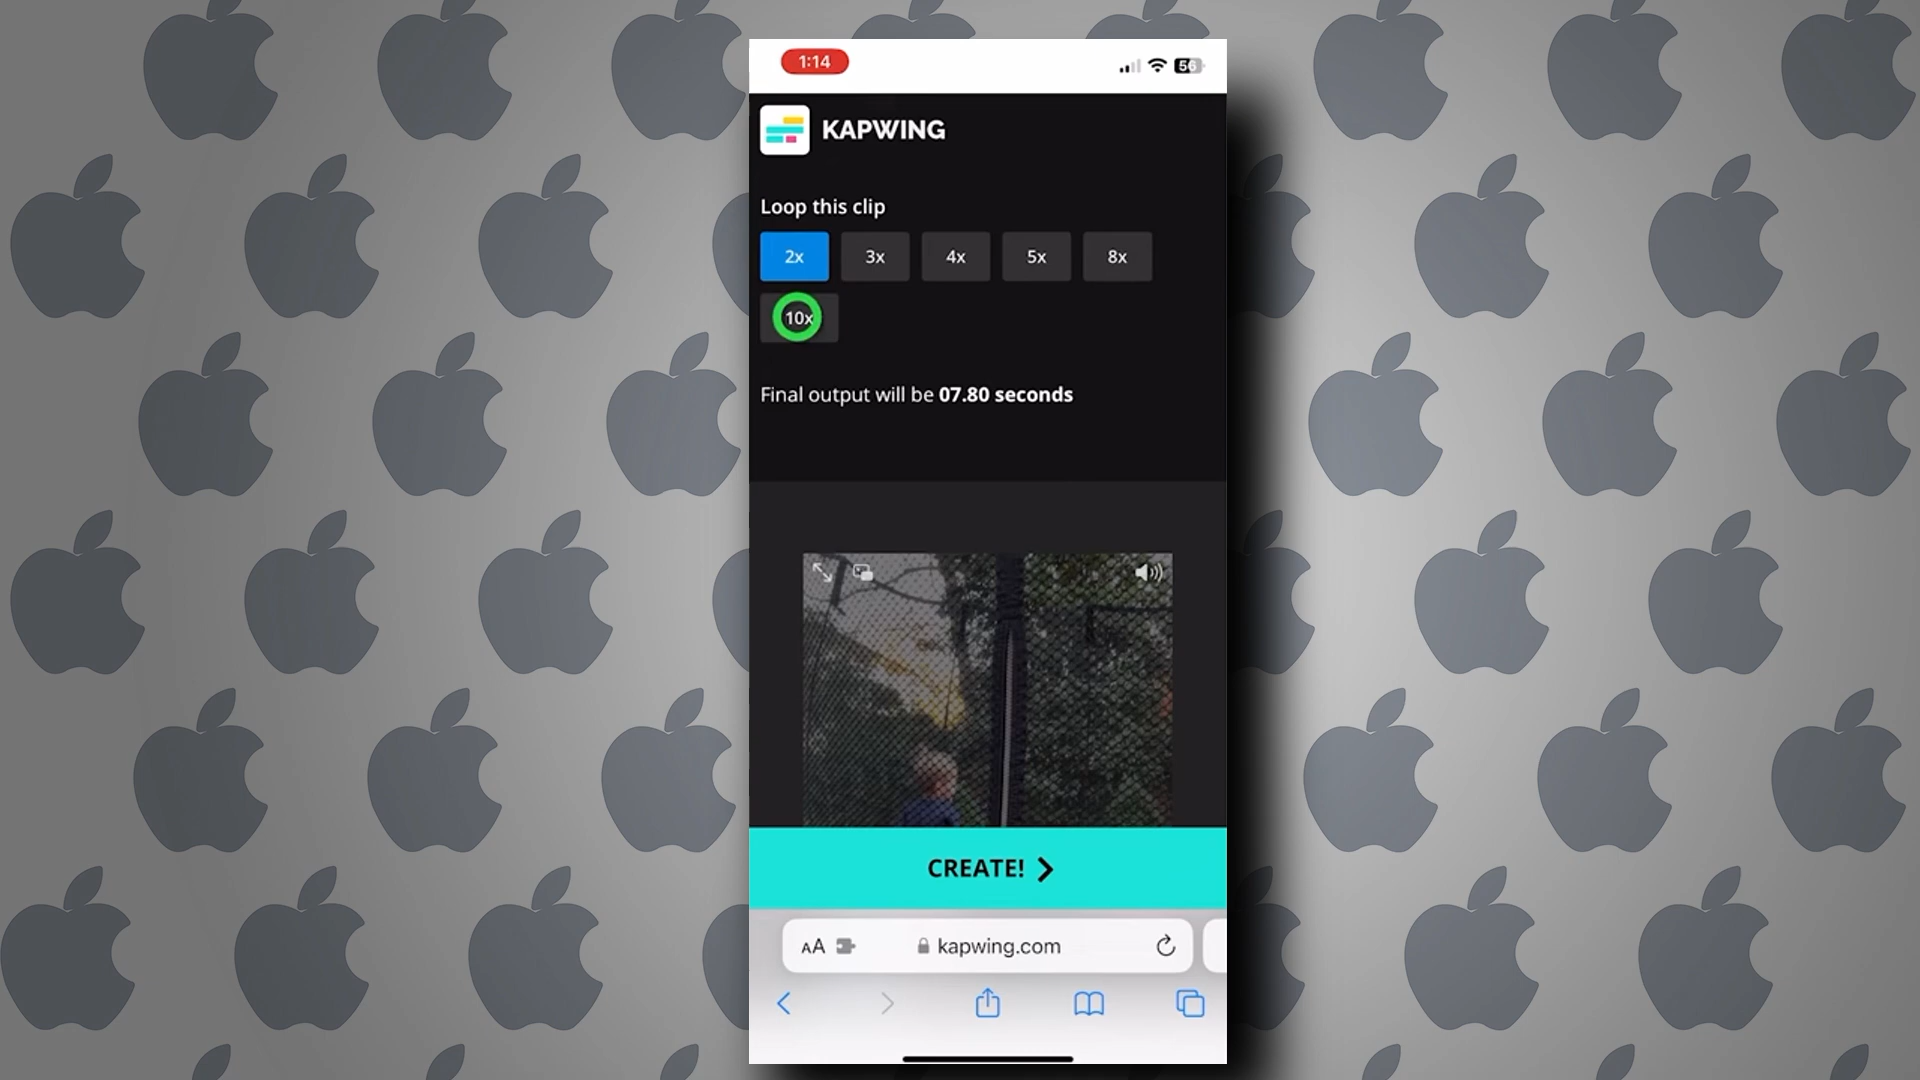 1:14
56
KAPWING
Loop this clip
2x 3x 4x 5x 8x
10x
Final output will be 07.80 seconds
CREATE!
AA kapwing.com